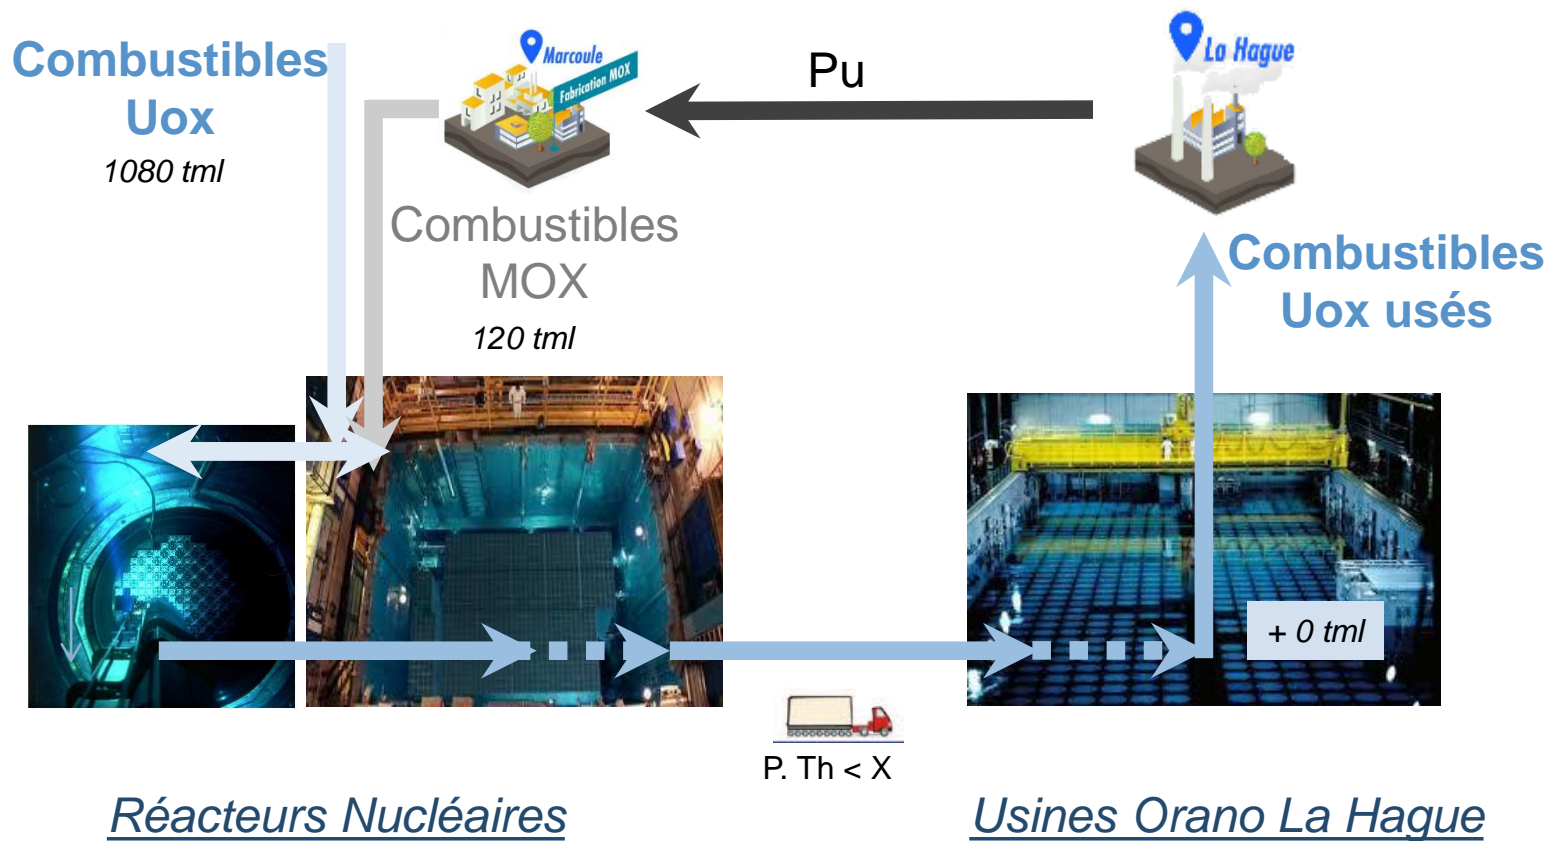 Combustibles
Uox
1080 tml
Marcoule
Fabrication MOX
Pu
La Hague
Combustibles
MOX
120 tml
Combustibles
Uox usés
+ 0 tml
P. Th < X
Réacteurs Nucléaires
Usines Orano La Hague